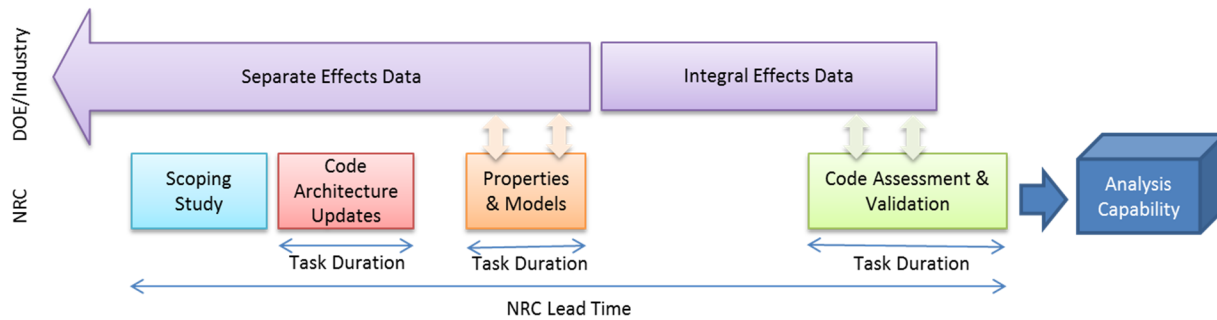 DOE/Industry
Separate Effects Data
Integral Effects Data
NRC
Scoping
Study
Code
Architecture
Updates
Properties
& Models
Code Assessment &
Validation
Analysis
Capability
Task Duration
Task Duration
Task Duration
NRC Lead Time